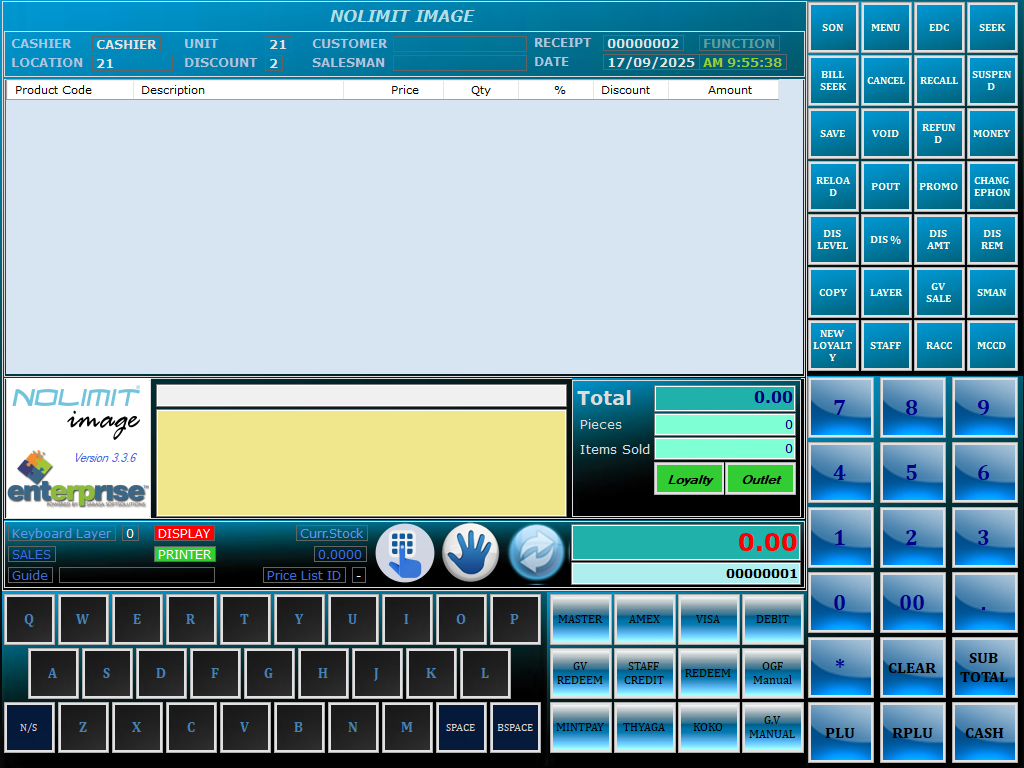 NOLIMIT IMAGE
CASHIER CASHIER UNIT 21 CUSTOMER RECEIPT 00000002 FUNCTION
LOCATION 21 DISCOUNT 2 SALESMAN DATE 17/09/2025 AM 9:55:38
Product Code Description Price Qty % Discount Amount
SON MENU EDC SEEK
BILL SEEK CANCEL RECALL SUSPEN D
SAVE VOID REFUN D MONEY
RELOA D POUT PROMO CHANG EPHON
DIS LEVEL DIS % DIS AMT DIS REM
COPY LAYER GV SALE SMAN
NEW LOYALT Y STAFF RACC MCCD
NOLIMIT
image
Version 3.3.6
enterprise
Total 0.00
Pieces 0
Items Sold 0
Loyalty Outlet
Keyboard Layer 0 DISPLAY Curr.Stock
SALES PRINTER 0.0000
Guide Price List ID -
0.00
00000001
7 8 9
4 5 6
1 2 3
0 00 .
* CLEAR SUB TOTAL
PLU RPLU CASH
Q W E R T Y U I O P
A S D F G H J K L
N/S Z X C V B N M SPACE BSPACE
MASTER AMEX VISA DEBIT
GV REDEEM STAFF CREDIT REDEEM OGF Manual
MINTPAY THYAGA KOKO G.V MANUAL